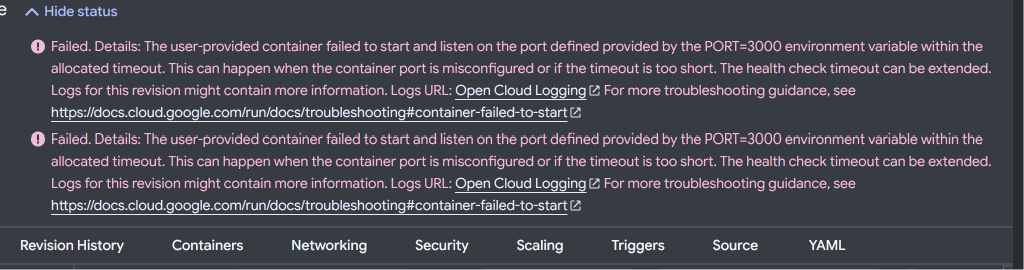 e Hide status
Failed. Details: The user-provided container failed to start and listen on the port defined provided by the PORT=3000 environment variable within the
allocated timeout. This can happen when the container port is misconfigured or if the timeout is too short. The health check timeout can be extended.
Logs for this revision might contain more information. Logs URL: Open Cloud Logging For more troubleshooting guidance, see
https://docs.cloud.google.com/run/docs/troubleshooting#container-failed-to-start
Failed. Details: The user-provided container failed to start and listen on the port defined provided by the PORT=3000 environment variable within the
allocated timeout. This can happen when the container port is misconfigured or if the timeout is too short. The health check timeout can be extended.
Logs for this revision might contain more information. Logs URL: Open Cloud Logging For more troubleshooting guidance, see
https://docs.cloud.google.com/run/docs/troubleshooting#container-failed-to-start
Revision History Containers Networking Security Scaling Triggers Source YAML